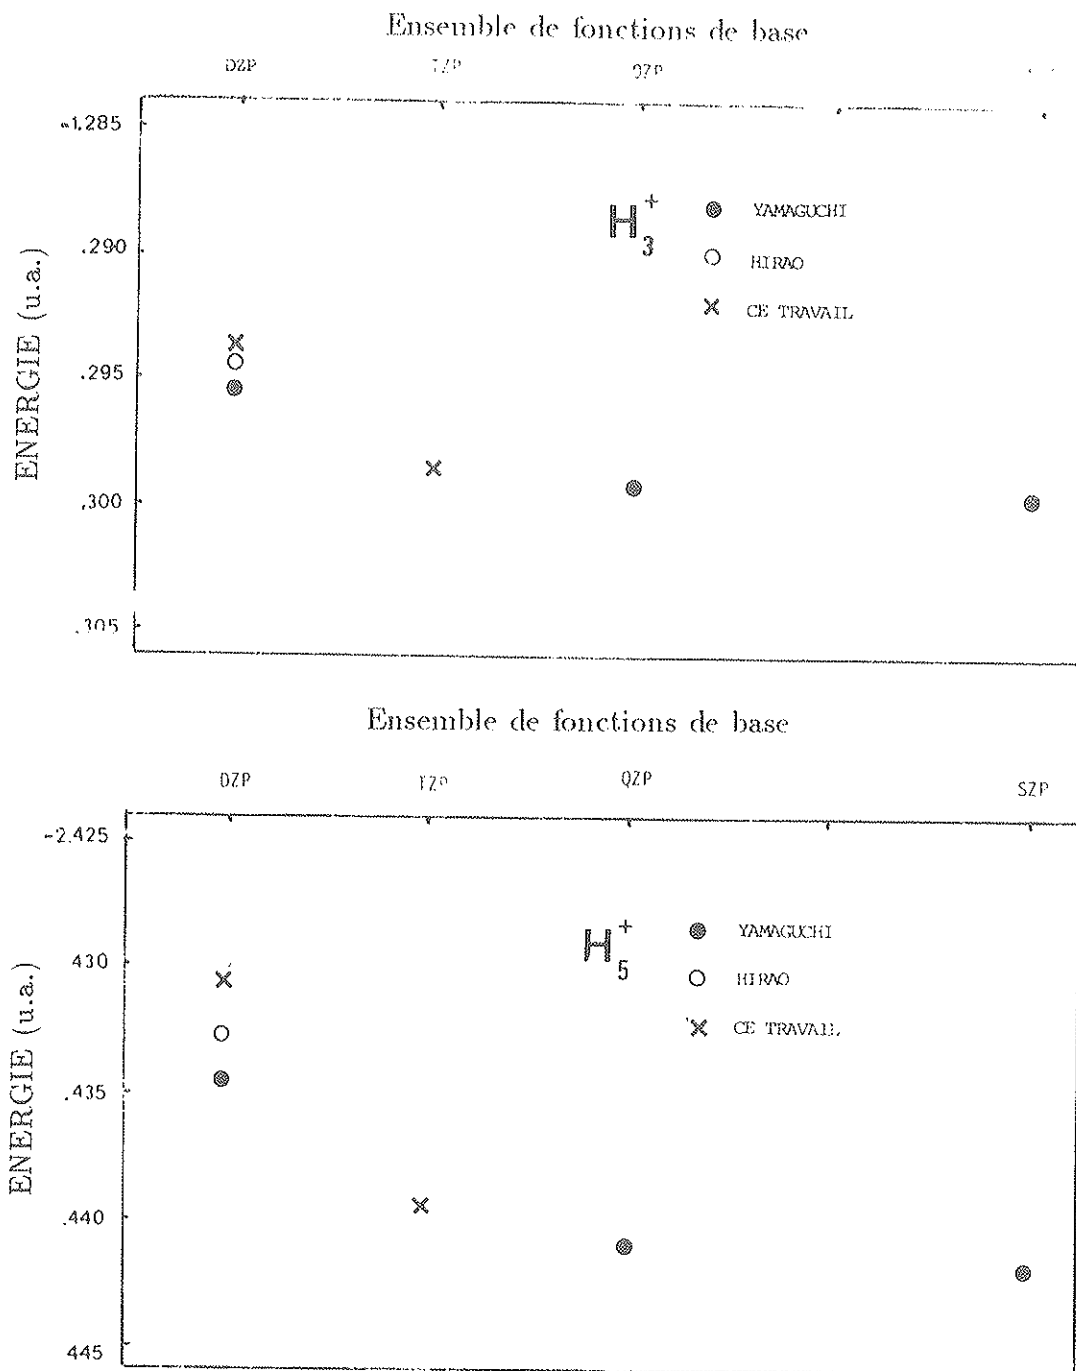 Ensemble de fonctions de base
DZP TZP QZP
-1.285
.290
.295
.300
.305
ENERGIE (u.a.)
H3+
YAMAGUCHI
HIRAO
CE TRAVAIL
Ensemble de fonctions de base
DZP TZP QZP SZP
-2.425
430
.435
.440
445
ENERGIE (u.a.)
H5+
YAMAGUCHI
HIRAO
CE TRAVAIL